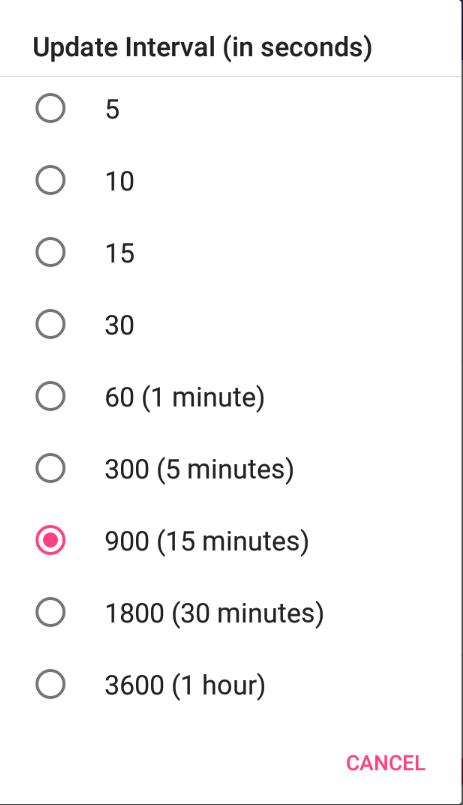 Update Interval (in seconds)
5
10
15
30
60 (1 minute)
300 (5 minutes)
900 (15 minutes)
1800 (30 minutes)
3600 (1 hour)
CANCEL